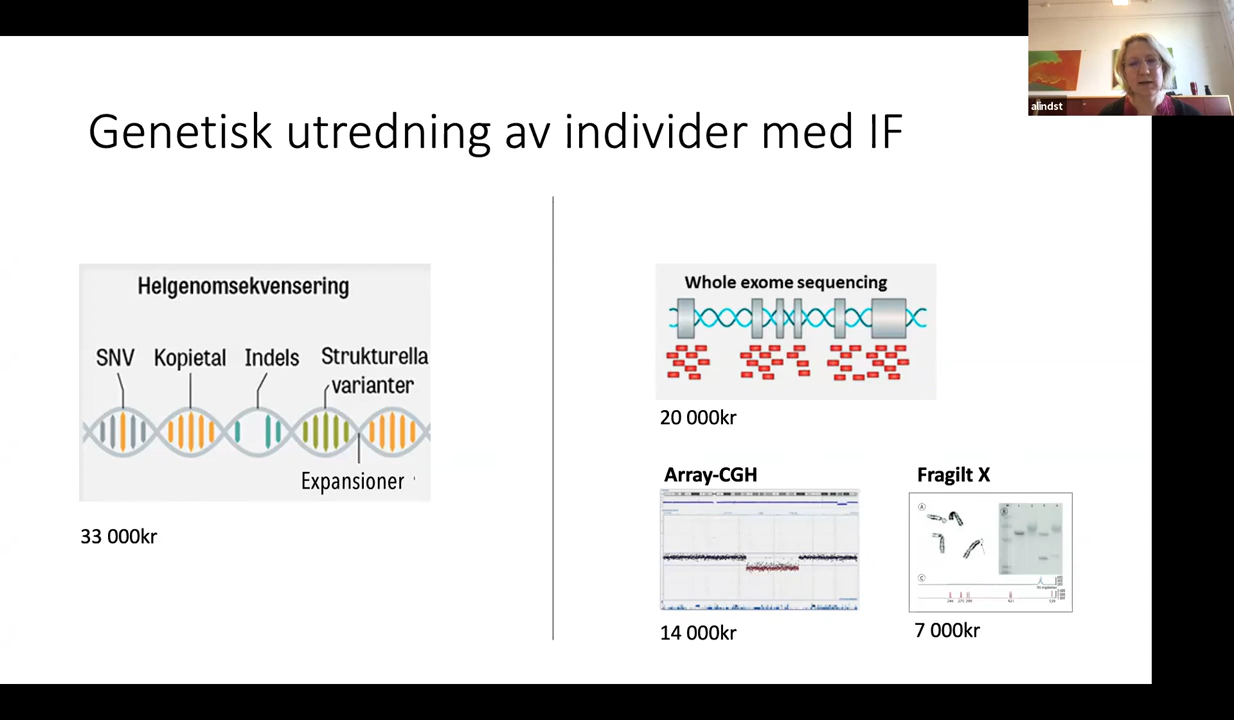 alindst
Genetisk utredning av individer med IF
Helgenomsekvensering
SNV Kopietal Indels Strukturella
varianter
Expansioner
33 000kr
Whole exome sequencing
20 000kr
Array-CGH
14 000kr
Fragilt X
7 000kr